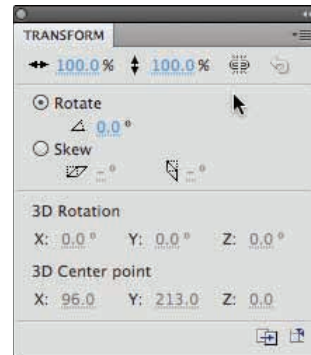 TRANSFORM
100.0 % 100.0 %
Rotate
0.0 °
Skew
- ° - °
3D Rotation
X: 0.0 ° Y: 0.0 ° Z: 0.0 °
3D Center point
X: 96.0 Y: 213.0 Z: 0.0